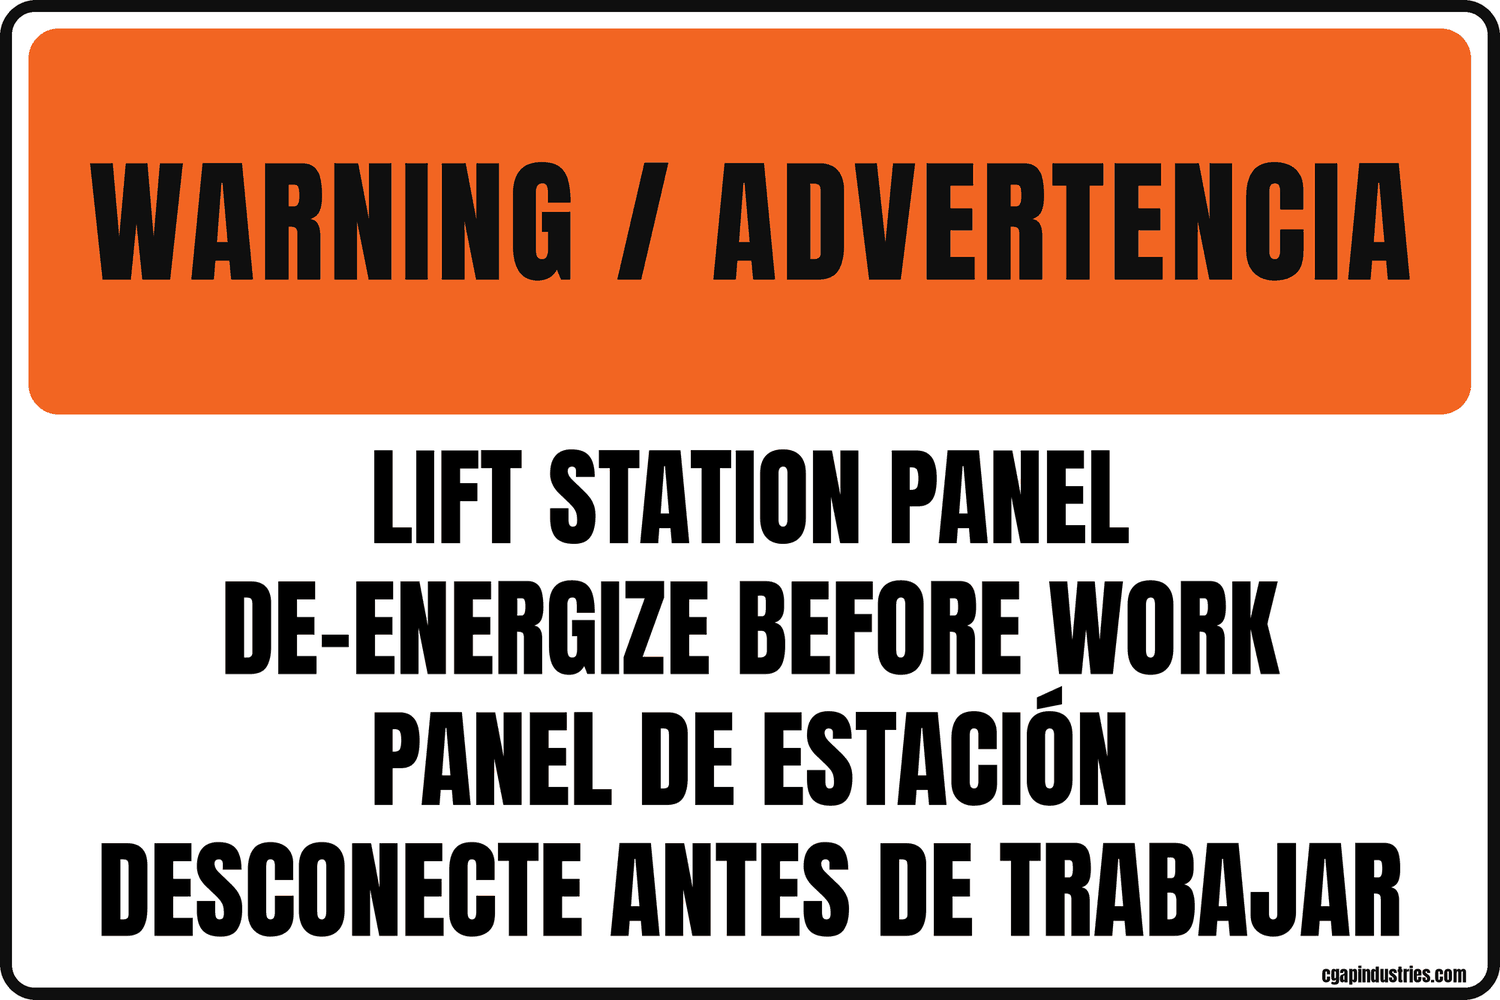 WARNING / ADVERTENCIA
LIFT STATION PANEL
DE-ENERGIZE BEFORE WORK
PANEL DE ESTACIÓN
DESCONECTE ANTES DE TRABAJAR
cgapindustries.com